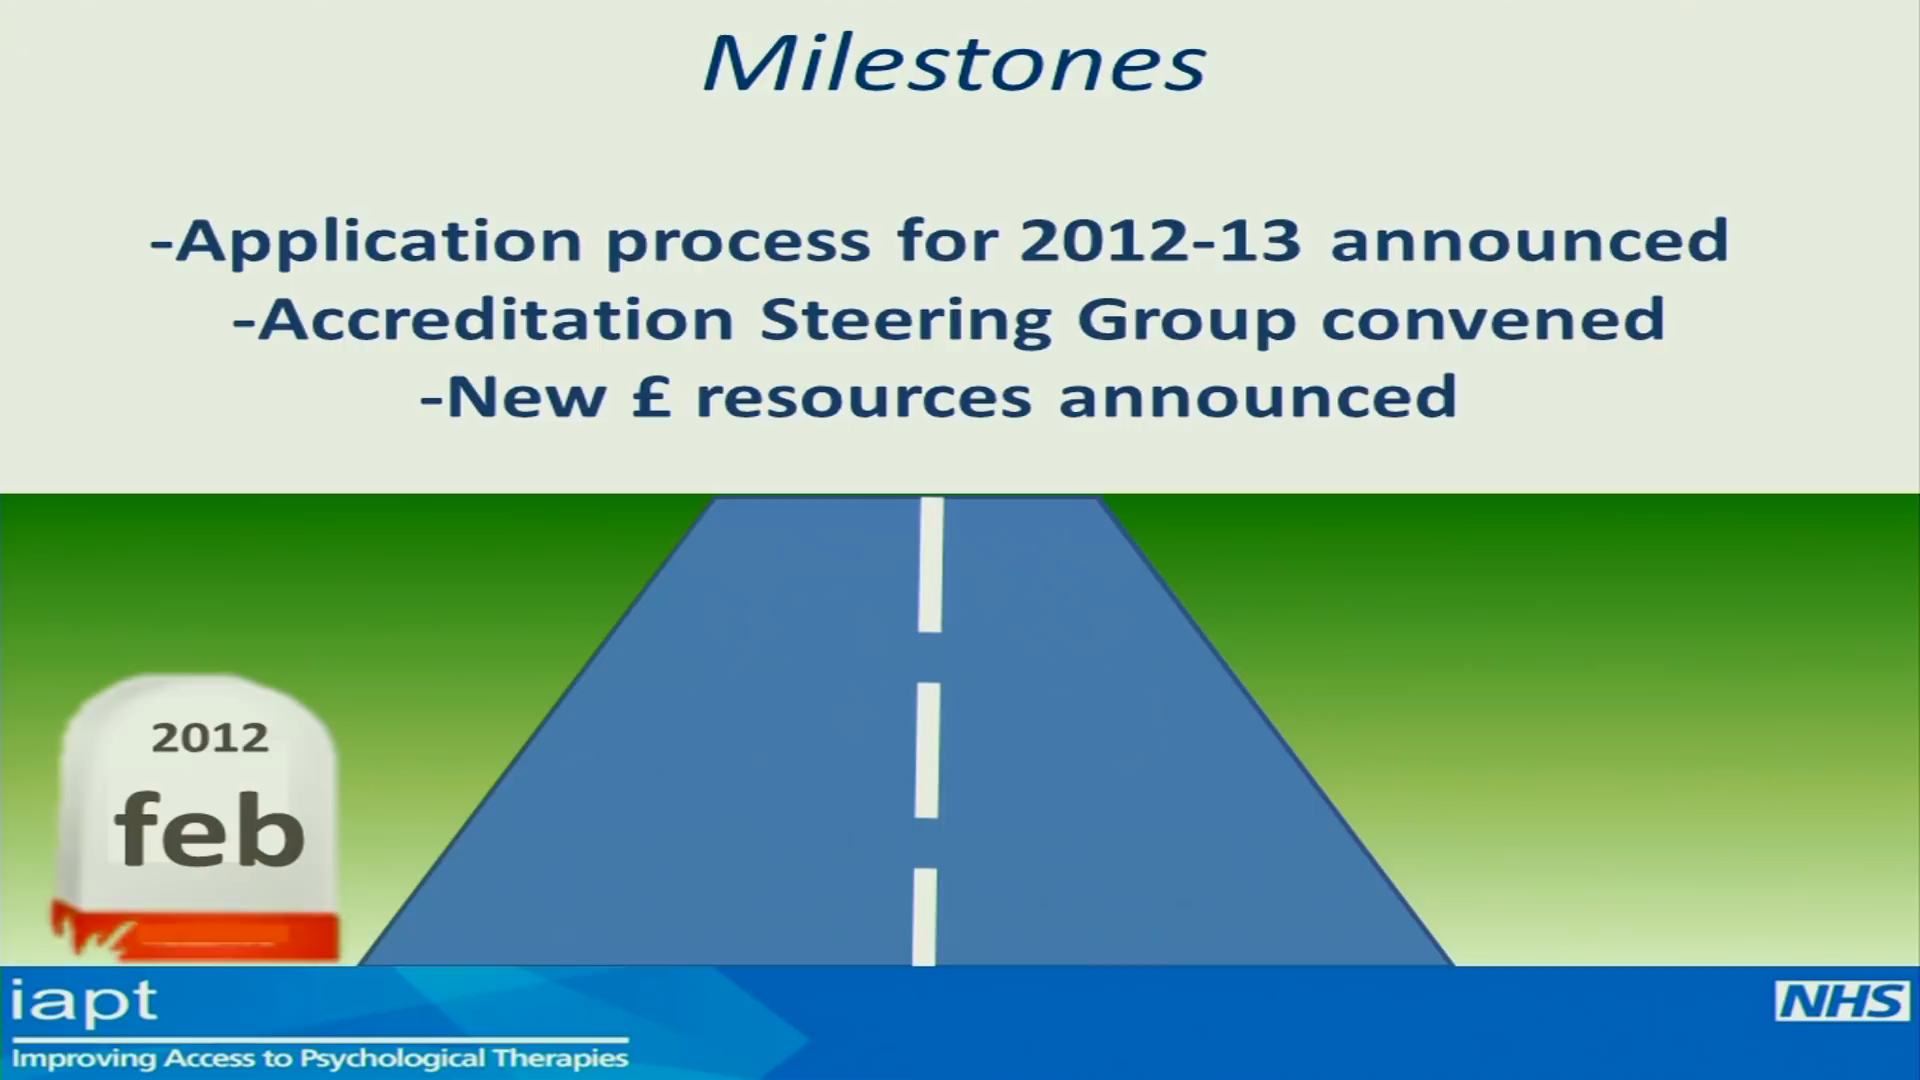 Milestones
-Application process for 2012-13 announced
-Accreditation Steering Group convened
-New £ resources announced
2012
feb
iapt
Improving Access to Psychological Therapies
NHS